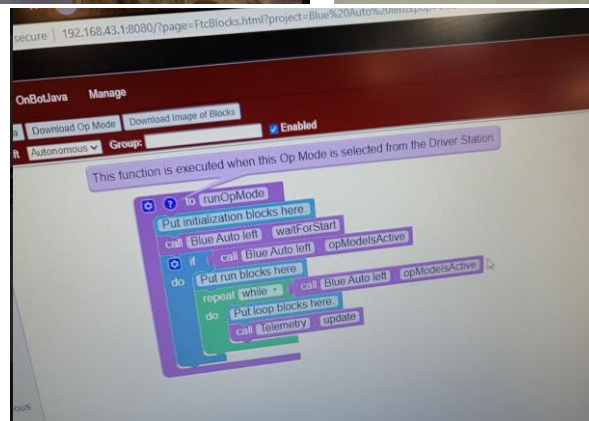 secure | 192.168.43.1:8080/?page=FtcBlocks.html?project=Blue%20Auto%20left
OnBotJava Manage
Download Op Mode Download Image of Blocks
Autonomous Group: Enabled
This function is executed when this Op Mode is selected from the Driver Station.
? to runOpMode
Put initialization blocks here.
call Blue Auto left . waitForStart
if call Blue Auto left . opModeIsActive
do Put run blocks here.
repeat while call Blue Auto left . opModeIsActive
do Put loop blocks here.
call Telemetry . update